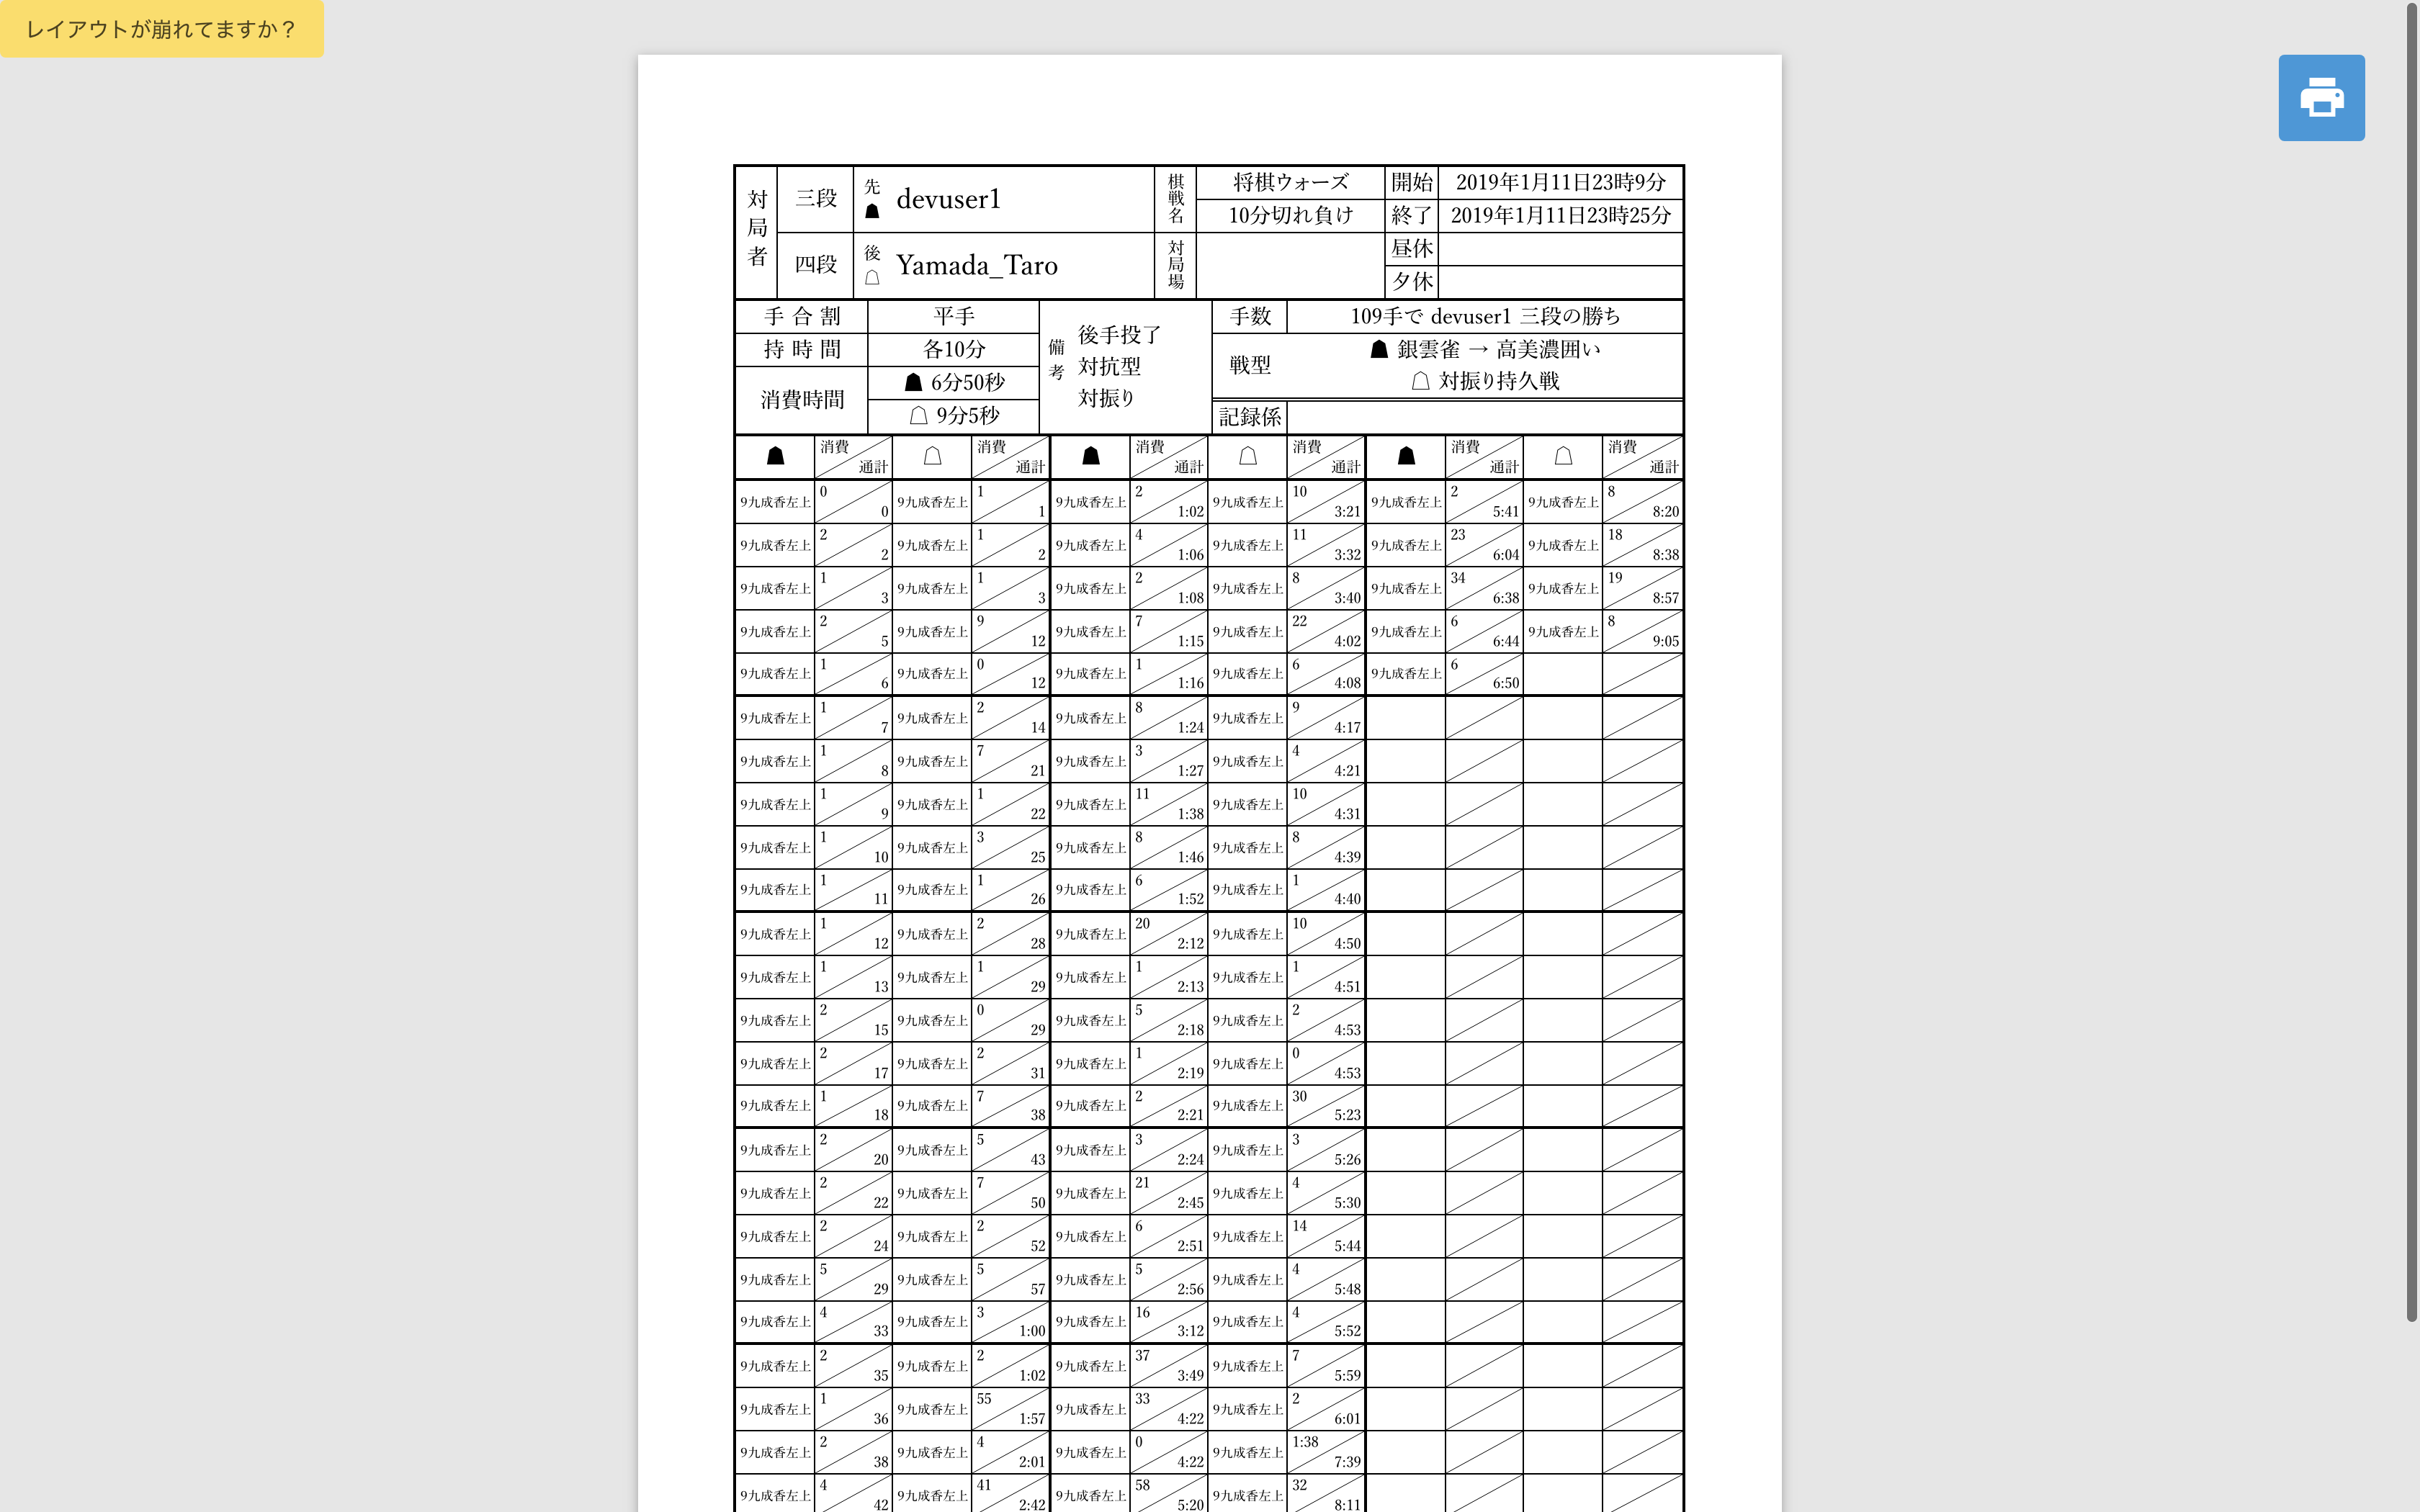 レイアウトが崩れてますか？
対局者 三段 先 devuser1 棋戦名 将棋ウォーズ 開始 2019年1月11日23時9分
10分切れ負け 終了 2019年1月11日23時25分
四段 後 Yamada_Taro 対局場 昼休
夕休
手合割 平手 備考 後手投了 手数 109手で devuser1 三段の勝ち
持時間 各10分 対抗型 戦型 銀雲雀 → 高美濃囲い
消費時間 6分50秒 対振り 対振り持久戦
9分5秒 記録係
消費 通計 消費 通計 消費 通計 消費 通計 消費 通計 消費 通計
9九成香左上 0 0 9九成香左上 1 1 9九成香左上 2 1:02 9九成香左上 10 3:21 9九成香左上 2 5:41 9九成香左上 8 8:20
9九成香左上 2 2 9九成香左上 1 2 9九成香左上 4 1:06 9九成香左上 11 3:32 9九成香左上 23 6:04 9九成香左上 18 8:38
9九成香左上 1 3 9九成香左上 1 3 9九成香左上 2 1:08 9九成香左上 8 3:40 9九成香左上 34 6:38 9九成香左上 19 8:57
9九成香左上 2 5 9九成香左上 9 12 9九成香左上 7 1:15 9九成香左上 22 4:02 9九成香左上 6 6:44 9九成香左上 8 9:05
9九成香左上 1 6 9九成香左上 0 12 9九成香左上 1 1:16 9九成香左上 6 4:08 9九成香左上 6 6:50
9九成香左上 1 7 9九成香左上 2 14 9九成香左上 8 1:24 9九成香左上 9 4:17
9九成香左上 1 8 9九成香左上 7 21 9九成香左上 3 1:27 9九成香左上 4 4:21
9九成香左上 1 9 9九成香左上 1 22 9九成香左上 11 1:38 9九成香左上 10 4:31
9九成香左上 1 10 9九成香左上 3 25 9九成香左上 8 1:46 9九成香左上 8 4:39
9九成香左上 1 11 9九成香左上 1 26 9九成香左上 6 1:52 9九成香左上 1 4:40
9九成香左上 1 12 9九成香左上 2 28 9九成香左上 20 2:12 9九成香左上 10 4:50
9九成香左上 1 13 9九成香左上 1 29 9九成香左上 1 2:13 9九成香左上 1 4:51
9九成香左上 2 15 9九成香左上 0 29 9九成香左上 5 2:18 9九成香左上 2 4:53
9九成香左上 2 17 9九成香左上 2 31 9九成香左上 1 2:19 9九成香左上 0 4:53
9九成香左上 1 18 9九成香左上 7 38 9九成香左上 2 2:21 9九成香左上 30 5:23
9九成香左上 2 20 9九成香左上 5 43 9九成香左上 3 2:24 9九成香左上 3 5:26
9九成香左上 2 22 9九成香左上 7 50 9九成香左上 21 2:45 9九成香左上 4 5:30
9九成香左上 2 24 9九成香左上 2 52 9九成香左上 6 2:51 9九成香左上 14 5:44
9九成香左上 5 29 9九成香左上 5 57 9九成香左上 5 2:56 9九成香左上 4 5:48
9九成香左上 4 33 9九成香左上 3 1:00 9九成香左上 16 3:12 9九成香左上 4 5:52
9九成香左上 2 35 9九成香左上 2 1:02 9九成香左上 37 3:49 9九成香左上 7 5:59
9九成香左上 1 36 9九成香左上 55 1:57 9九成香左上 33 4:22 9九成香左上 2 6:01
9九成香左上 2 38 9九成香左上 4 2:01 9九成香左上 0 4:22 9九成香左上 1:38 7:39
9九成香左上 4 42 9九成香左上 41 2:42 9九成香左上 58 5:20 9九成香左上 32 8:11